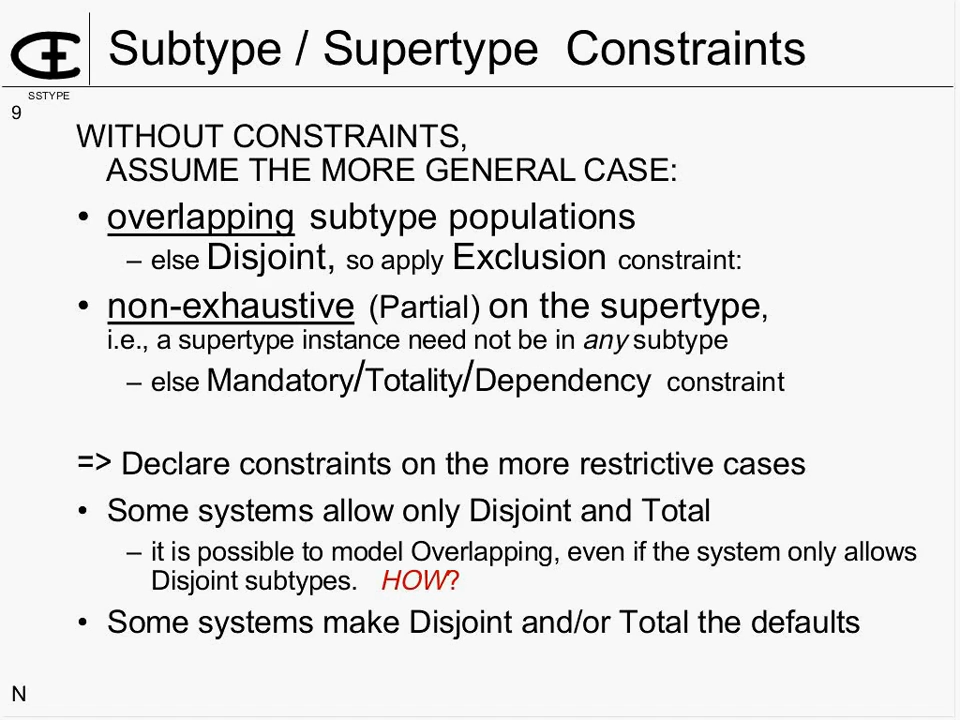 Subtype / Supertype Constraints
SSTYPE
9
WITHOUT CONSTRAINTS,
ASSUME THE MORE GENERAL CASE:
• overlapping subtype populations
– else Disjoint, so apply Exclusion constraint:
• non-exhaustive (Partial) on the supertype,
i.e., a supertype instance need not be in any subtype
– else Mandatory/Totality/Dependency constraint
=> Declare constraints on the more restrictive cases
• Some systems allow only Disjoint and Total
– it is possible to model Overlapping, even if the system only allows
Disjoint subtypes. HOW?
• Some systems make Disjoint and/or Total the defaults
N